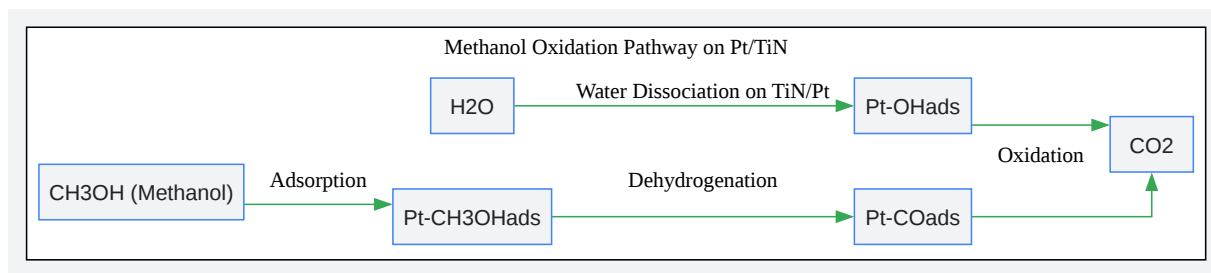 Methanol Oxidation Pathway on Pt/TiN
H2O
Water Dissociation on TiN/Pt
Pt-OHads
CO2
Oxidation
CH3OH (Methanol)
Adsorption
Pt-CH3OHads
Dehydrogenation
Pt-COads